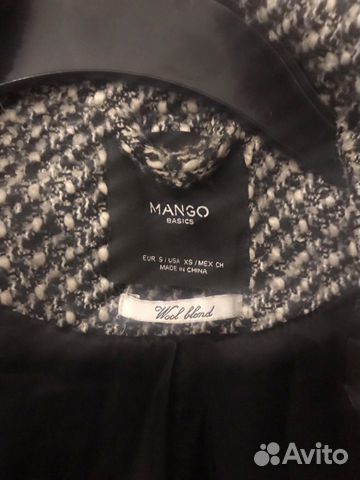 MANGO
BASICS
EUR S / USA XS / MEX CH
MADE IN CHINA
Wool blend
Avito